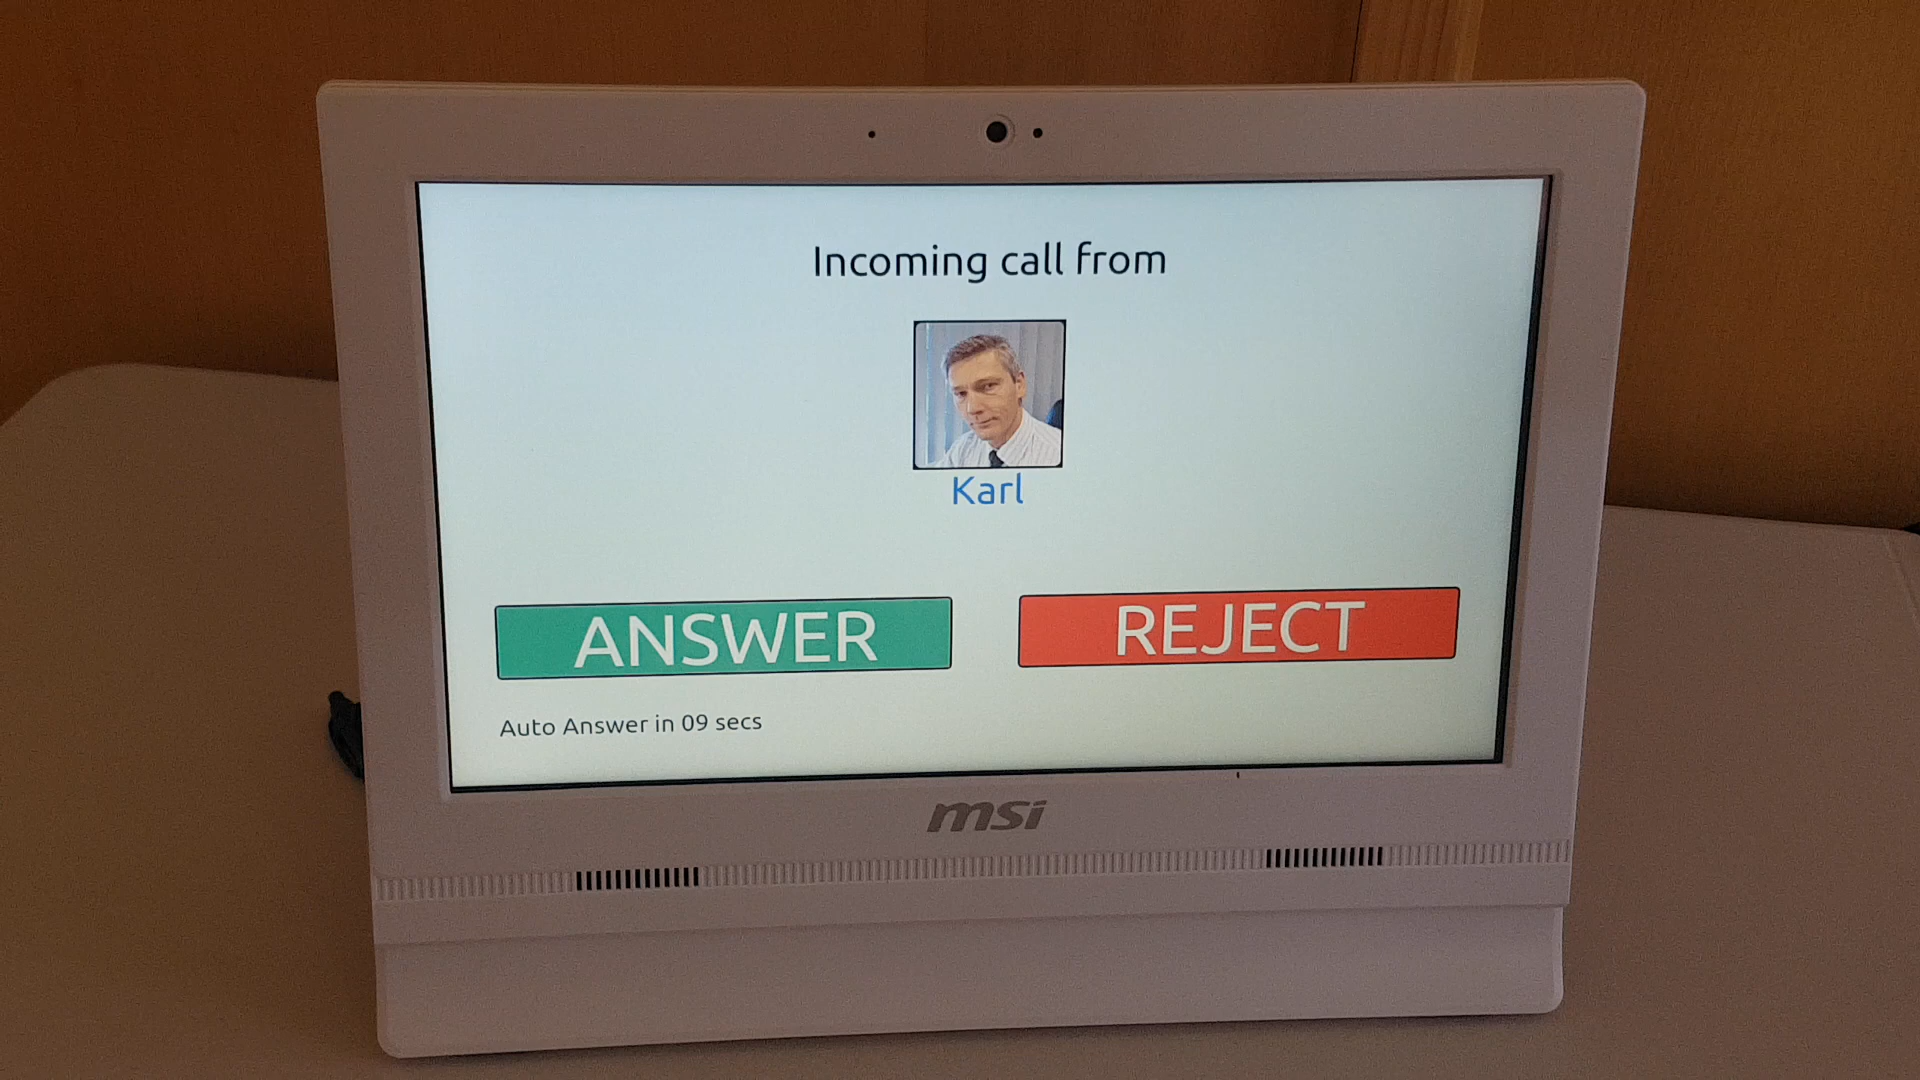 Incoming call from
Karl
ANSWER
REJECT
Auto Answer in 09 secs
msi